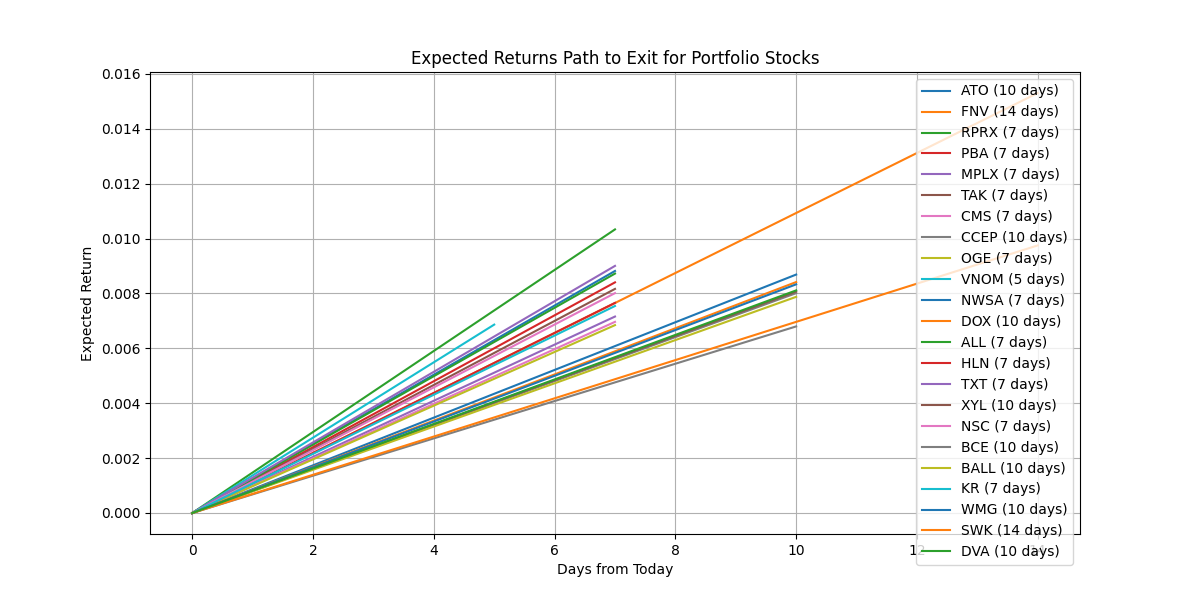 Expected Returns Path to Exit for Portfolio Stocks
Expected Return
0.016
0.014
0.012
0.010
0.008
0.006
0.004
0.002
0.000
0 2 4 6 8 10 12 14
Days from Today
ATO (10 days)
FNV (14 days)
RPRX (7 days)
PBA (7 days)
MPLX (7 days)
TAK (7 days)
CMS (7 days)
CCEP (10 days)
OGE (7 days)
VNOM (5 days)
NWSA (7 days)
DOX (10 days)
ALL (7 days)
HLN (7 days)
TXT (7 days)
XYL (10 days)
NSC (7 days)
BCE (10 days)
BALL (10 days)
KR (7 days)
WMG (10 days)
SWK (14 days)
DVA (10 days)